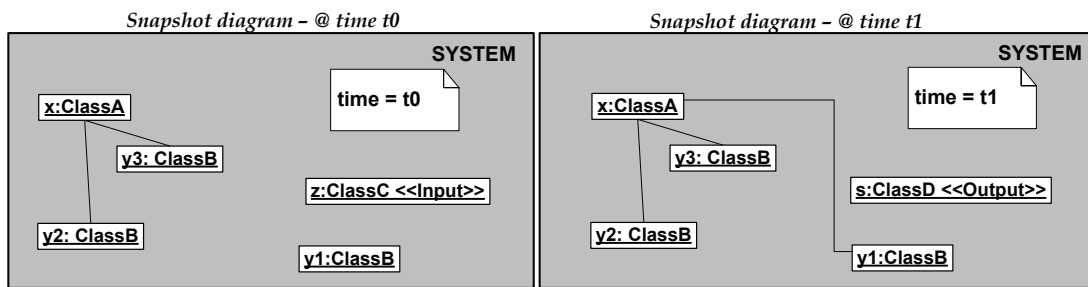 Snapshot diagram – @ time t0
SYSTEM
time = t0
x:ClassA
y3: ClassB
z:ClassC <<Input>>
y2: ClassB
y1:ClassB
Snapshot diagram – @ time t1
SYSTEM
time = t1
x:ClassA
y3: ClassB
s:ClassD <<Output>>
y2: ClassB
y1:ClassB